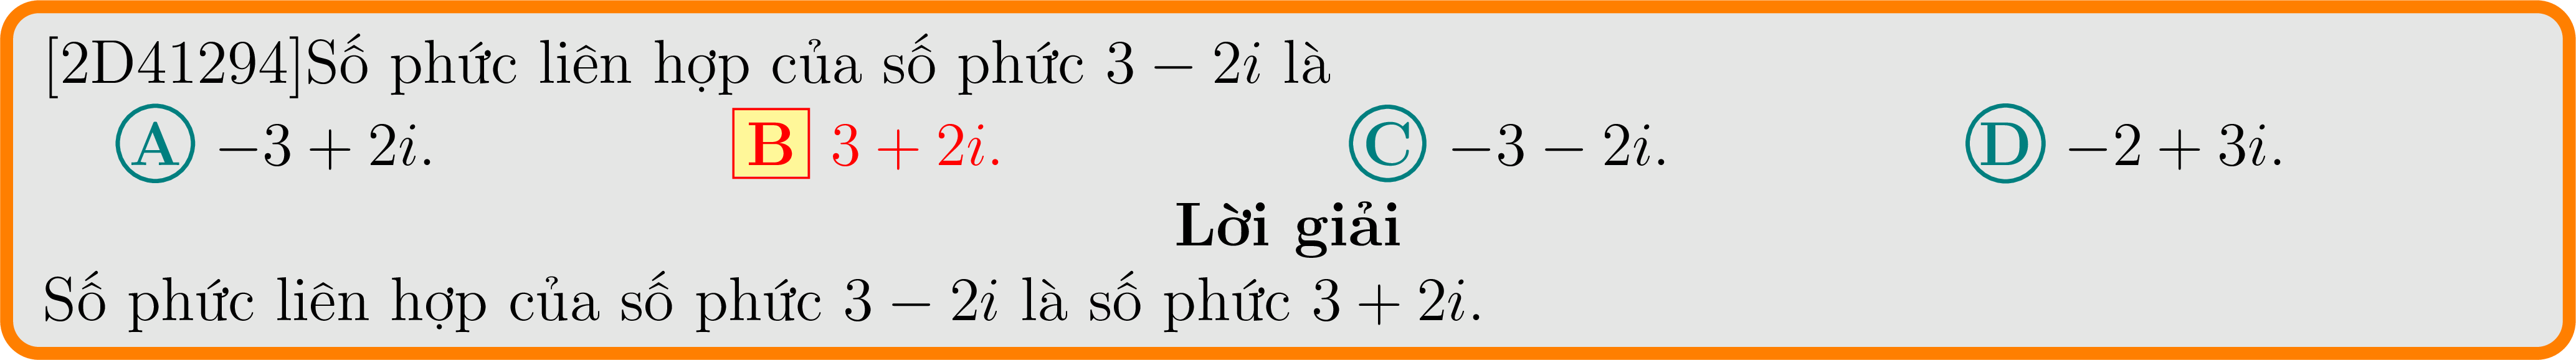 [2D41294]Số phức liên hợp của số phức 3 − 2i là
A −3 + 2i. B 3 + 2i. C −3 − 2i. D −2 + 3i.
Lời giải
Số phức liên hợp của số phức 3 − 2i là số phức 3 + 2i.